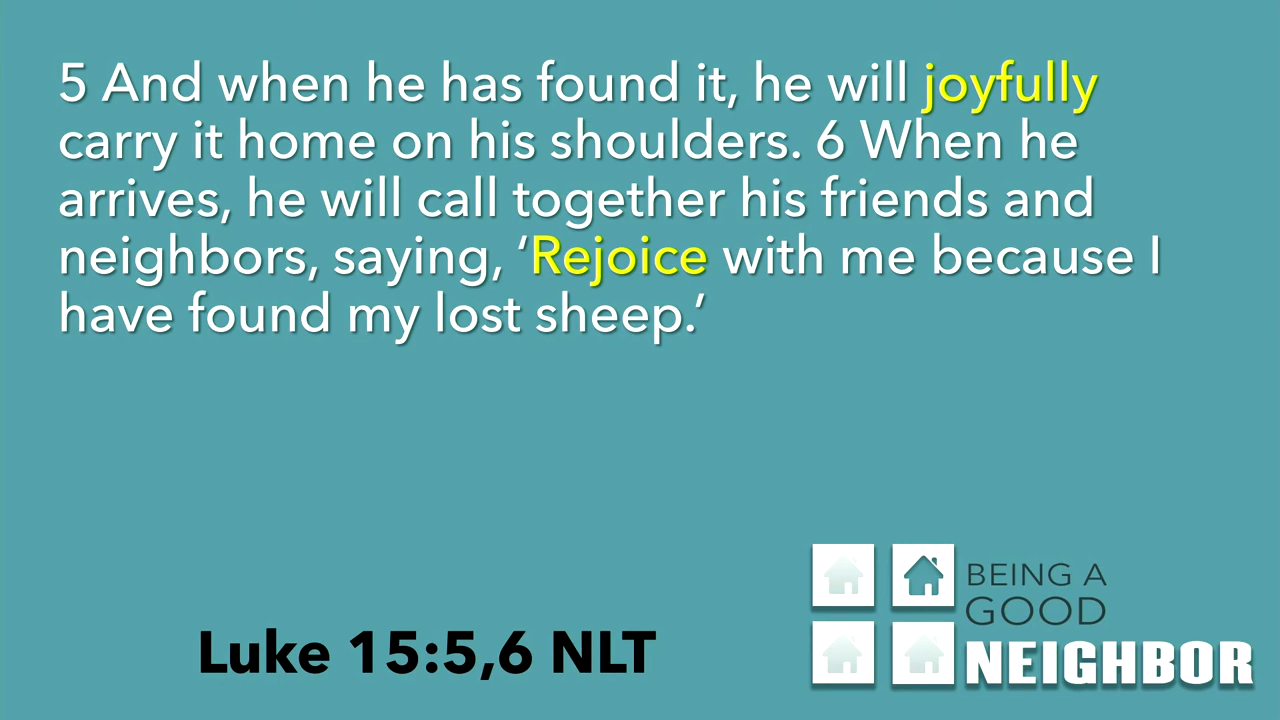 5 And when he has found it, he will joyfully
carry it home on his shoulders. 6 When he
arrives, he will call together his friends and
neighbors, saying, ‘Rejoice with me because I
have found my lost sheep.’
Luke 15:5,6 NLT
BEING A
GOOD
NEIGHBOR